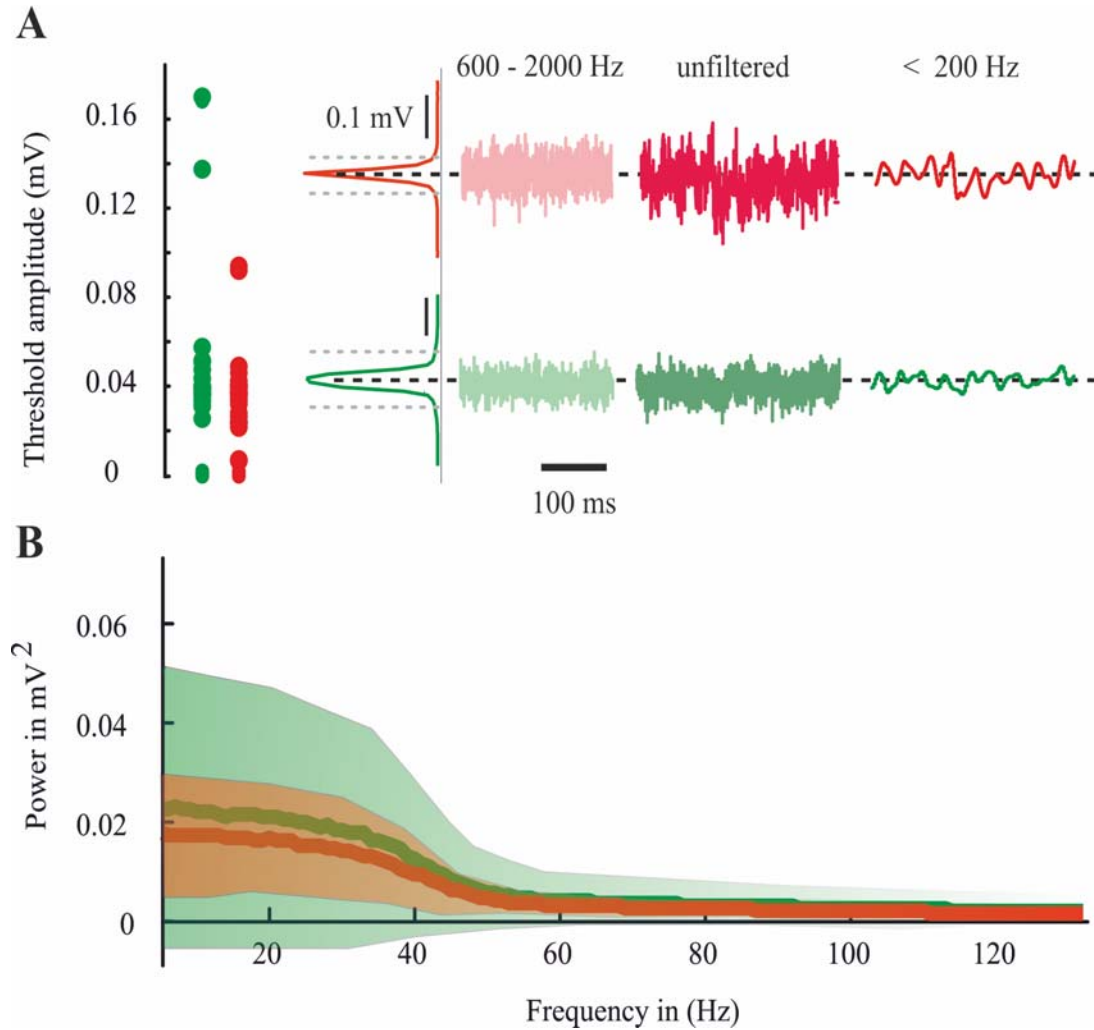 A
600 - 2000 Hz
unfiltered
< 200 Hz
Threshold amplitude (mV)
0.16
0.12
0.08
0.04
0
0.1 mV
100 ms
B
Power in mV²
0.06
0.04
0.02
0
20
40
60
80
100
120
Frequency in (Hz)